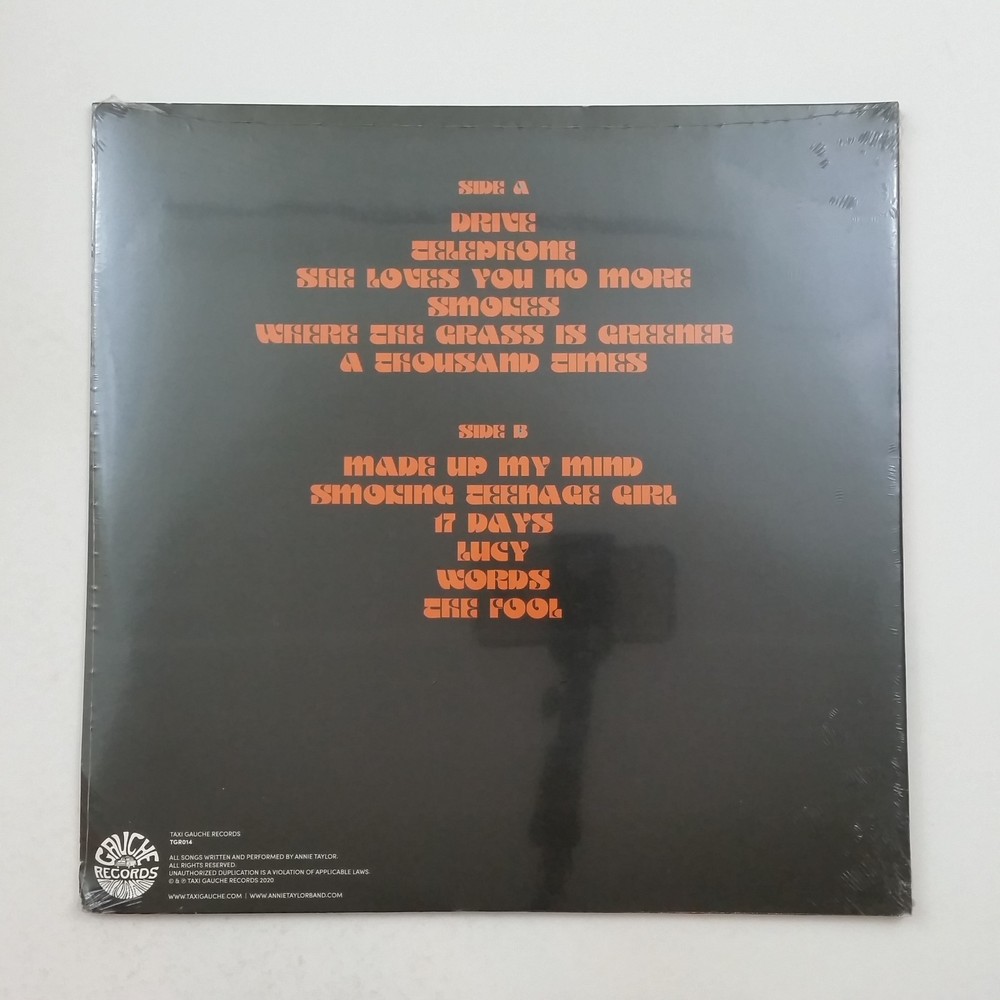 SIDE A
DRIVE
TELEPHONE
SHE LOVES YOU NO MORE
SMOKES
WHERE THE GRASS IS GREENER
A THOUSAND TIMES
SIDE B
MADE UP MY MIND
SMOKING TEENAGE GIRL
17 DAYS
LUCY
WORDS
THE FOOL
GAUCHE
RECORDS
TAXI GAUCHE RECORDS
TGR014
ALL SONGS WRITTEN AND PERFORMED BY ANNIE TAYLOR.
ALL RIGHTS RESERVED.
UNAUTHORIZED DUPLICATION IS A VIOLATION OF APPLICABLE LAWS
© & ℗ TAXI GAUCHE RECORDS 2020.
WWW.TAXIGAUCHE.COM | WWW.ANNIETAYLORBAND.COM